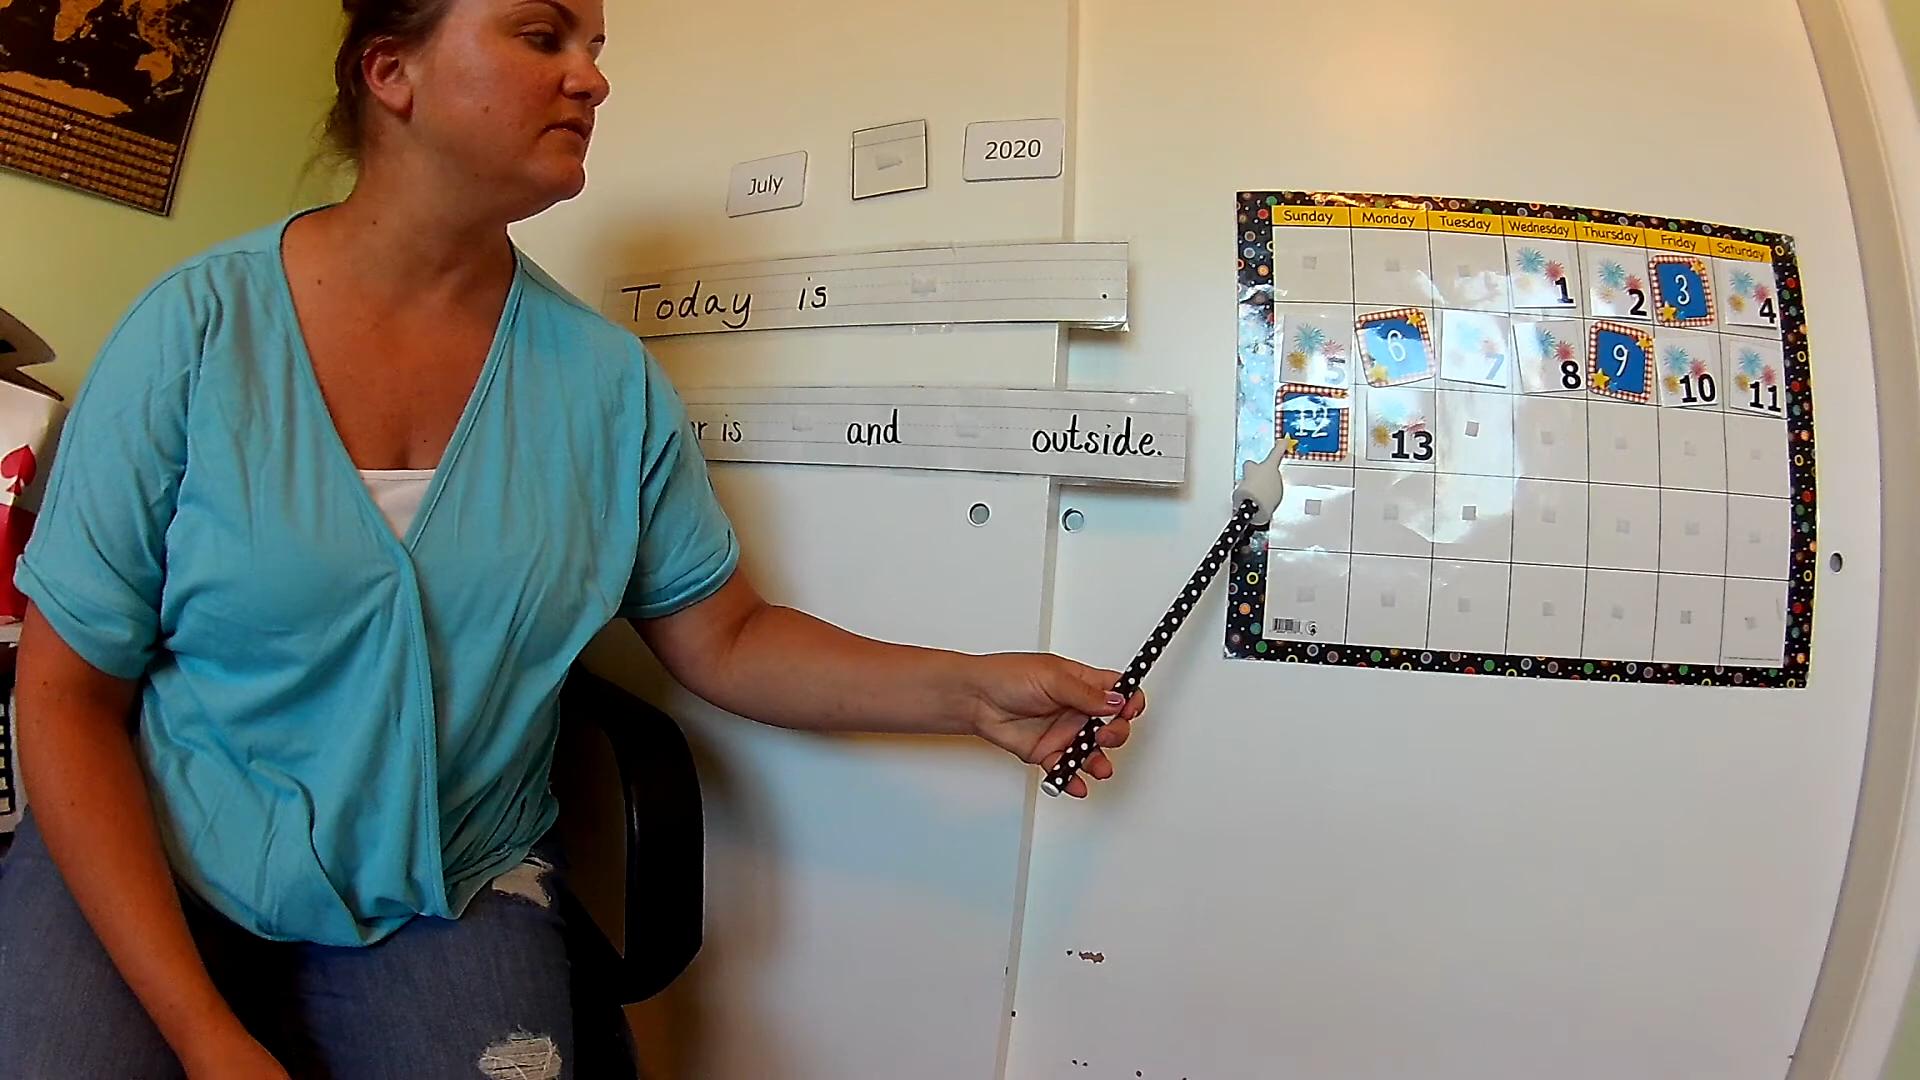 July 2020
Today is .
r is and outside.
Sunday Monday Tuesday Wednesday Thursday Friday Saturday
1 2 3 4
5 6 7 8 9 10 11
12 13